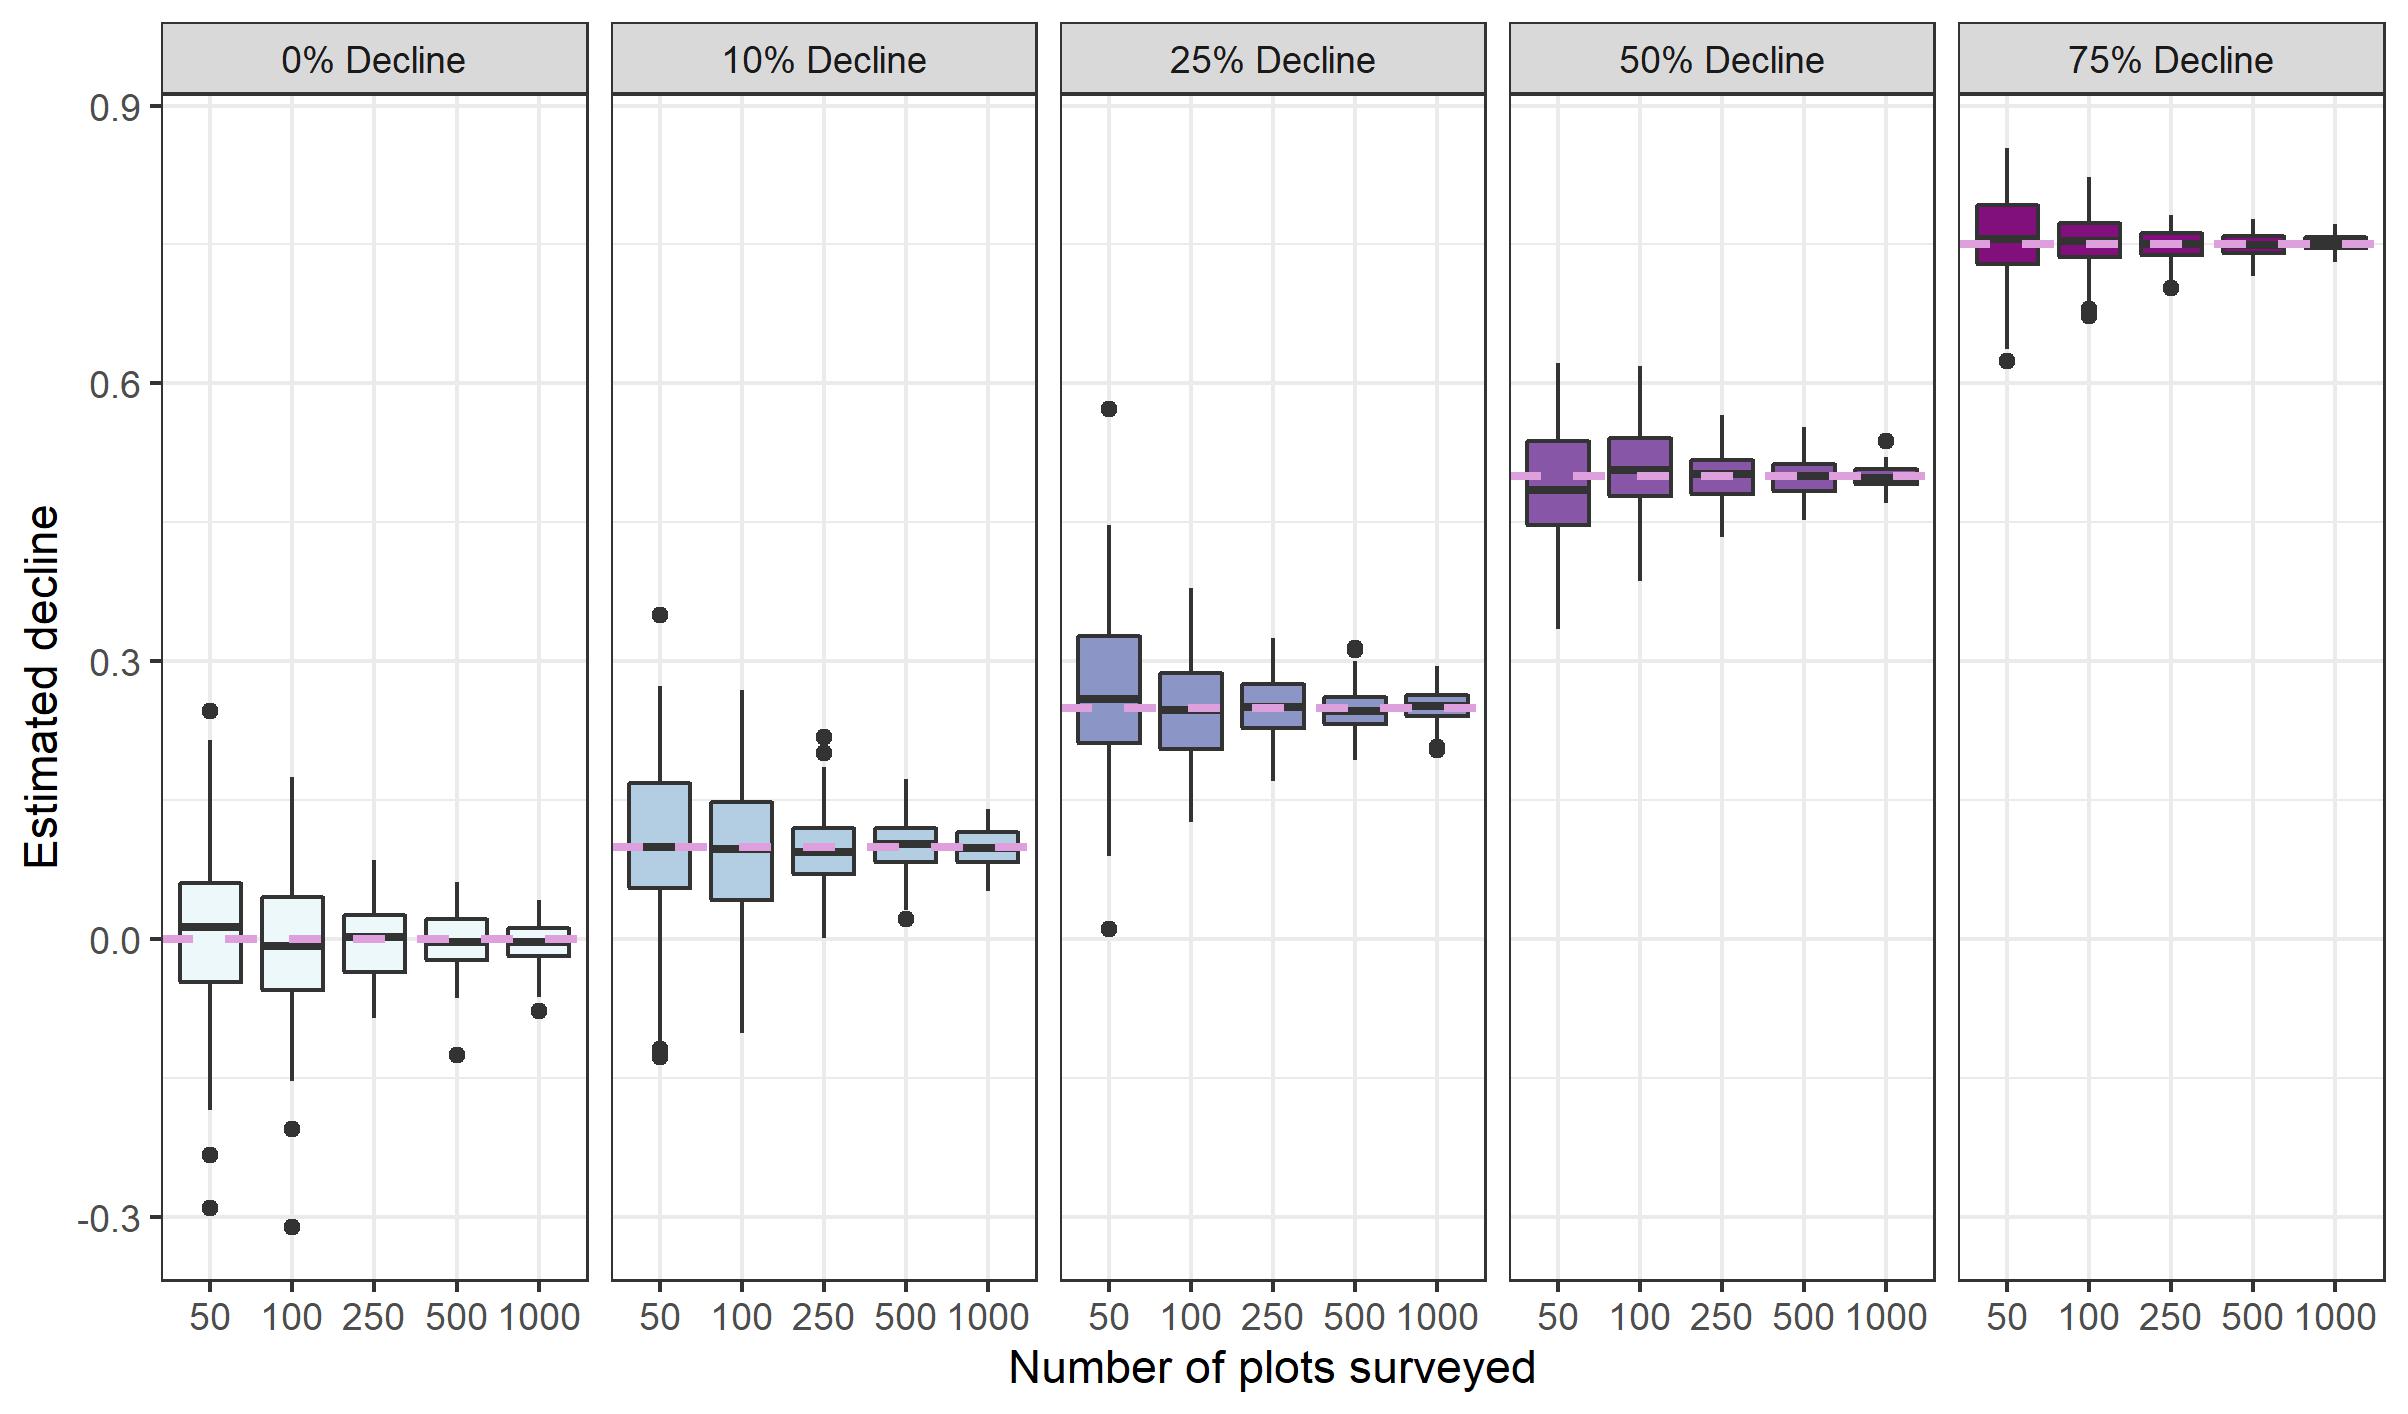 0% Decline 10% Decline 25% Decline 50% Decline 75% Decline
0.9
0.6
0.3
0.0
-0.3
Estimated decline
50 100 250 500 1000 50 100 250 500 1000 50 100 250 500 1000 50 100 250 500 1000 50 100 250 500 1000
Number of plots surveyed